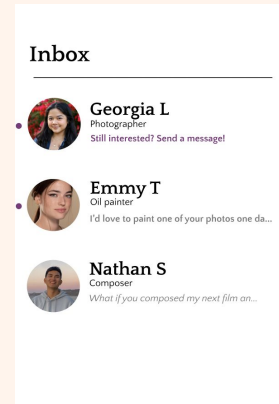 Inbox
Georgia L
Photographer
Still interested? Send a message!
Emmy T
Oil painter
I'd love to paint one of your photos one da...
Nathan S
Composer
What if you composed my next film an...